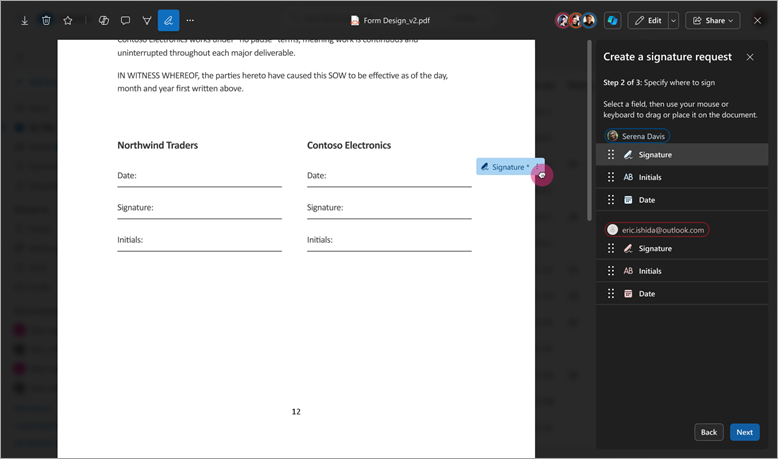 Form Design_v2.pdf
Edit
Share
Contoso Electronics works under "no pause" terms, meaning work is continuous and
uninterrupted throughout each major deliverable.
IN WITNESS WHEREOF, the parties hereto have caused this SOW to be effective as of the day,
month and year first written above.
Northwind Traders
Contoso Electronics
Date:
Date:
Signature:
Signature:
Initials:
Initials:
12
Signature *
Create a signature request
Step 2 of 3: Specify where to sign
Select a field, then use your mouse or
keyboard to drag or place it on the document.
Serena Davis
Signature
AB Initials
Date
eric.ishida@outlook.com
Signature
AB Initials
Date
Back
Next